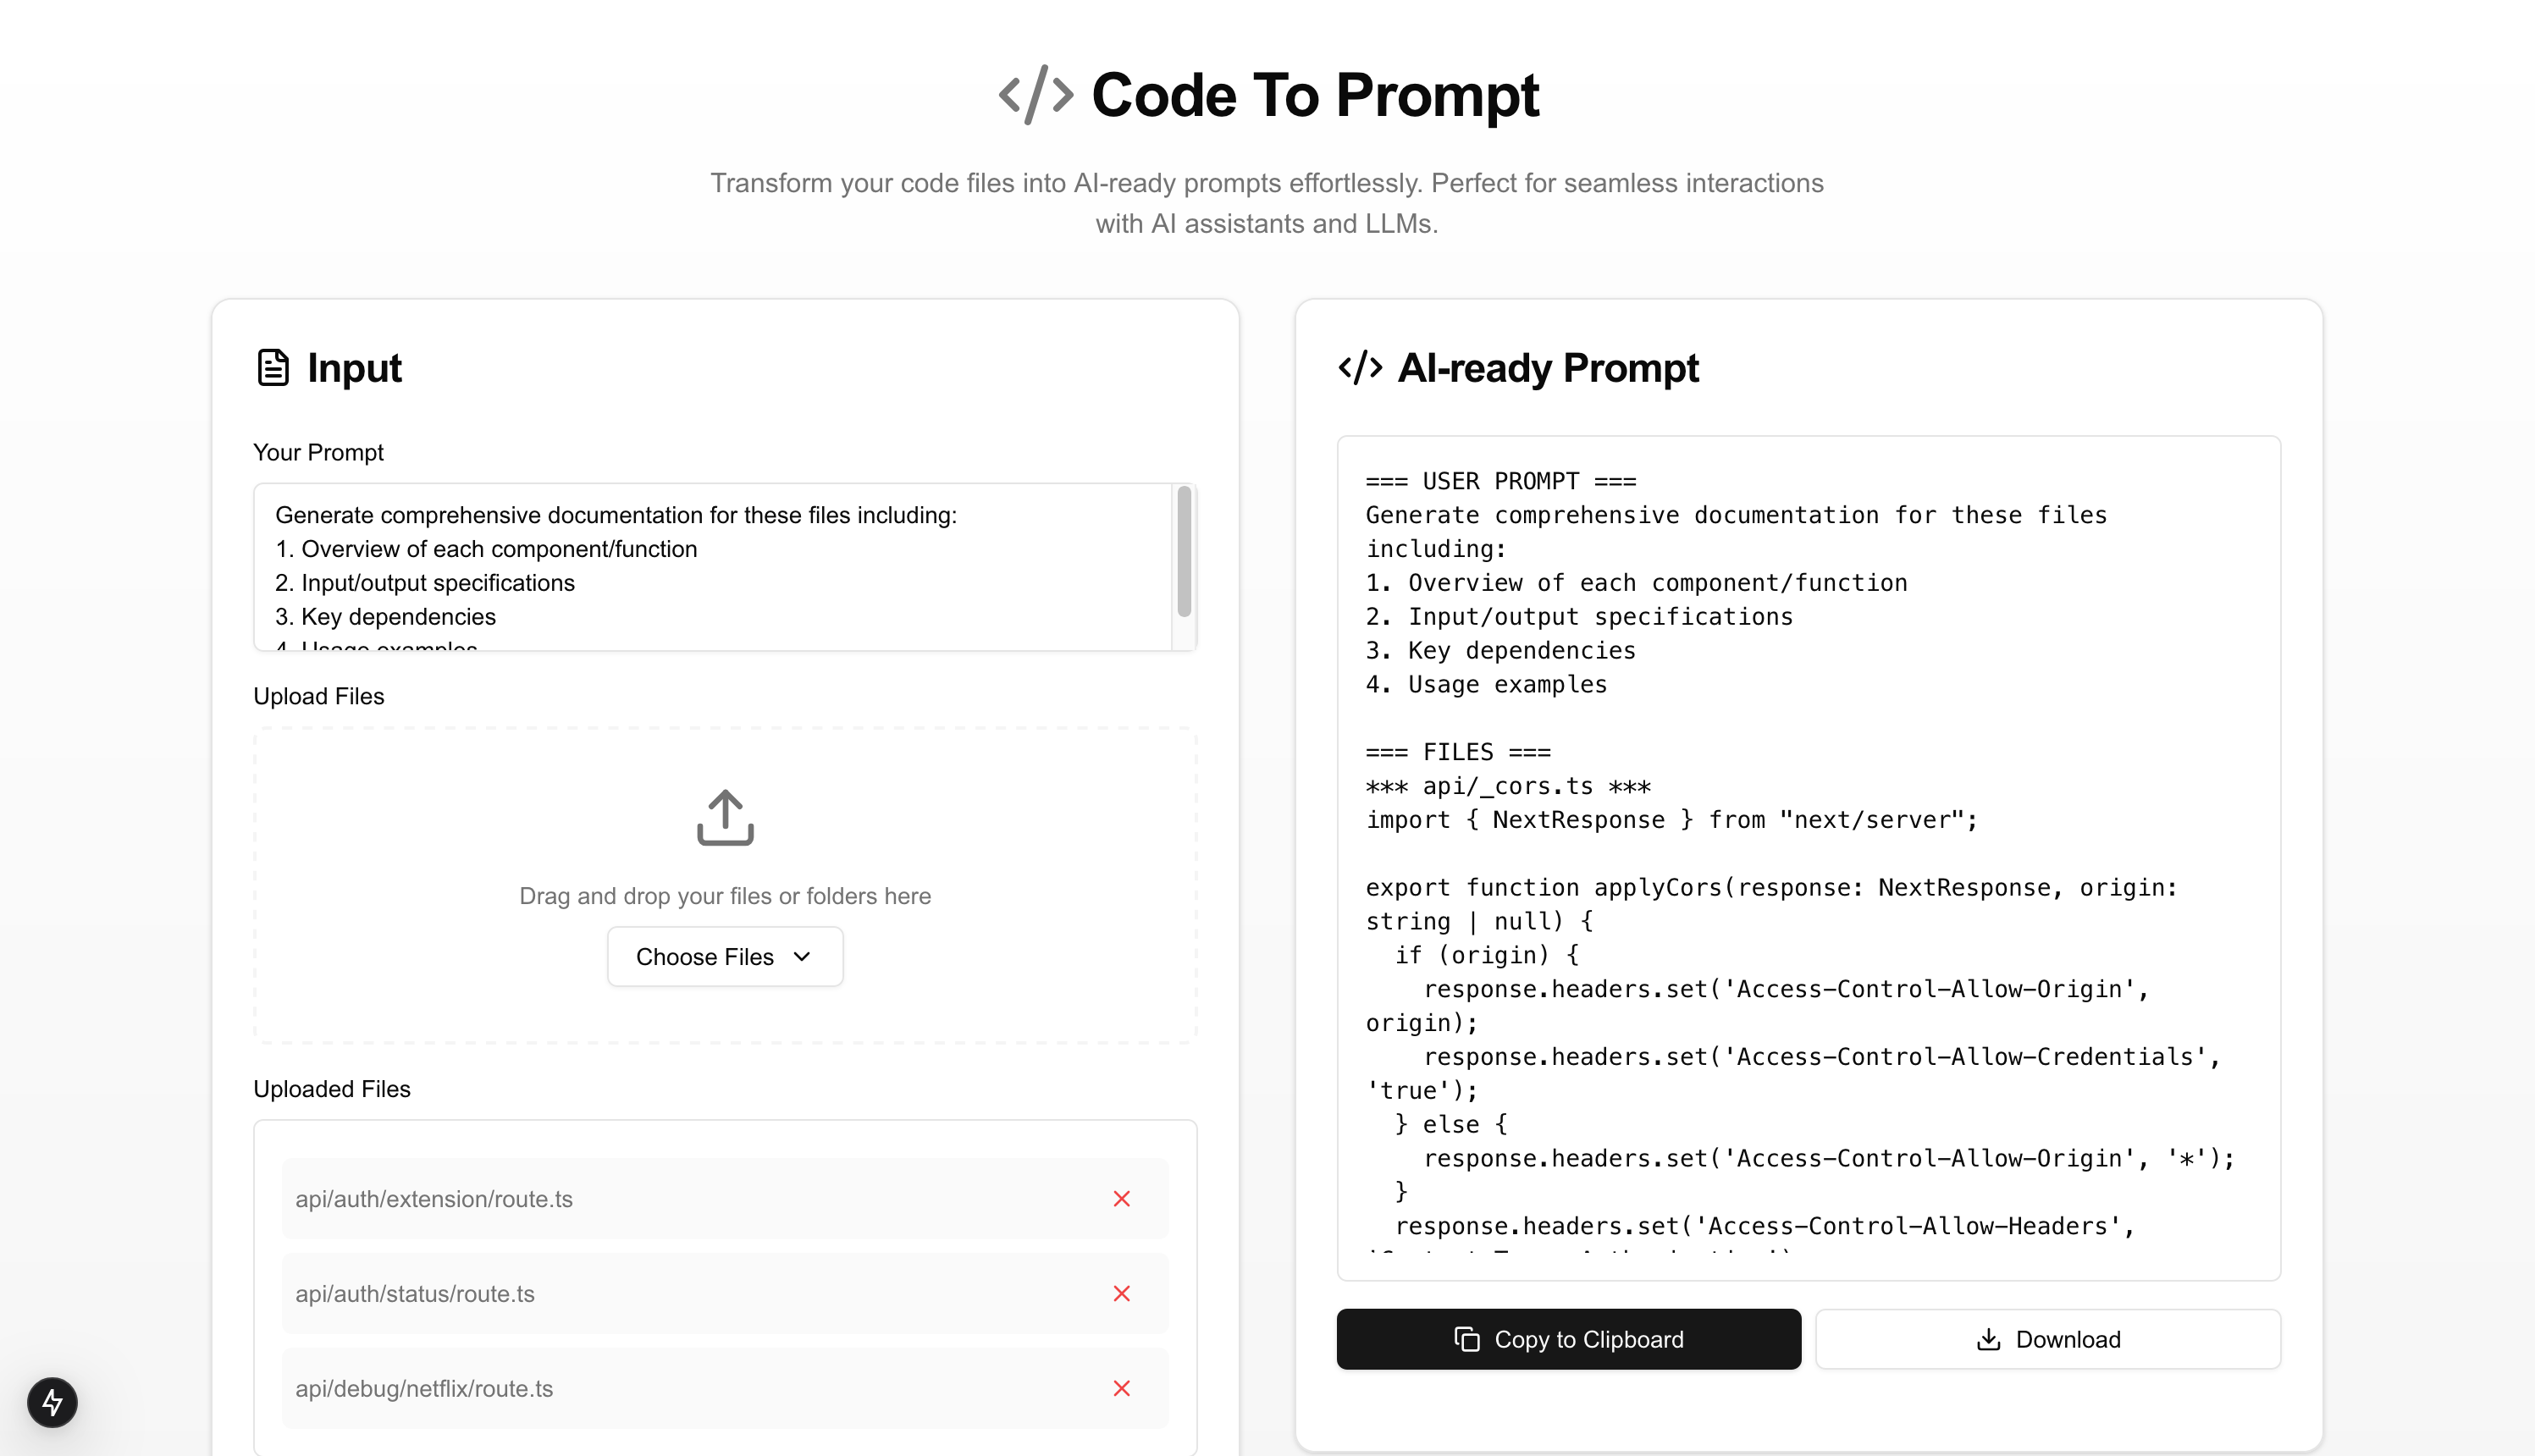 Code To Prompt
Transform your code files into AI-ready prompts effortlessly. Perfect for seamless interactions
with AI assistants and LLMs.
Input
Your Prompt
Generate comprehensive documentation for these files including:
1. Overview of each component/function
2. Input/output specifications
3. Key dependencies
4. Usage examples
Upload Files
Drag and drop your files or folders here
Choose Files
Uploaded Files
api/auth/extension/route.ts
api/auth/status/route.ts
api/debug/netflix/route.ts
AI-ready Prompt
=== USER PROMPT ===
Generate comprehensive documentation for these files
including:
1. Overview of each component/function
2. Input/output specifications
3. Key dependencies
4. Usage examples
=== FILES ===
*** api/_cors.ts ***
import { NextResponse } from "next/server";
export function applyCors(response: NextResponse, origin:
string | null) {
  if (origin) {
    response.headers.set('Access-Control-Allow-Origin',
origin);
    response.headers.set('Access-Control-Allow-Credentials',
'true');
  } else {
    response.headers.set('Access-Control-Allow-Origin', '*');
  }
  response.headers.set('Access-Control-Allow-Headers',
Copy to Clipboard
Download